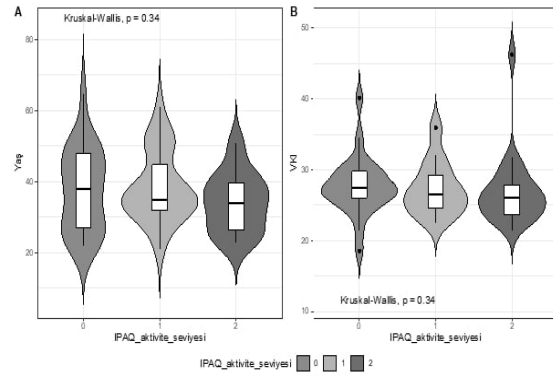 A
Kruskal-Wallis, p = 0.34
80
60
40
20
Yaş
0
1
2
IPAQ_aktivite_seviyesi
B
50
40
30
20
10
VKI
Kruskal-Wallis, p = 0.34
0
1
2
IPAQ_aktivite_seviyesi
IPAQ_aktivite_seviyesi 0 1 2